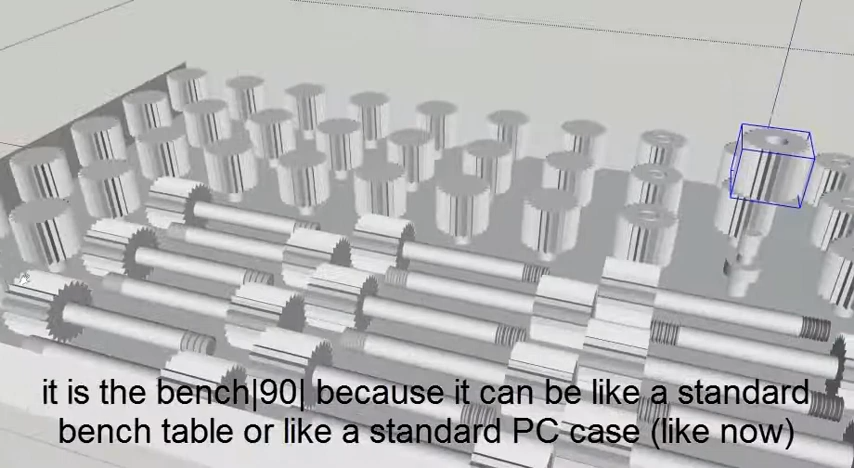 it is the bench|90| because it can be like a standard
bench table or like a standard PC case (like now)